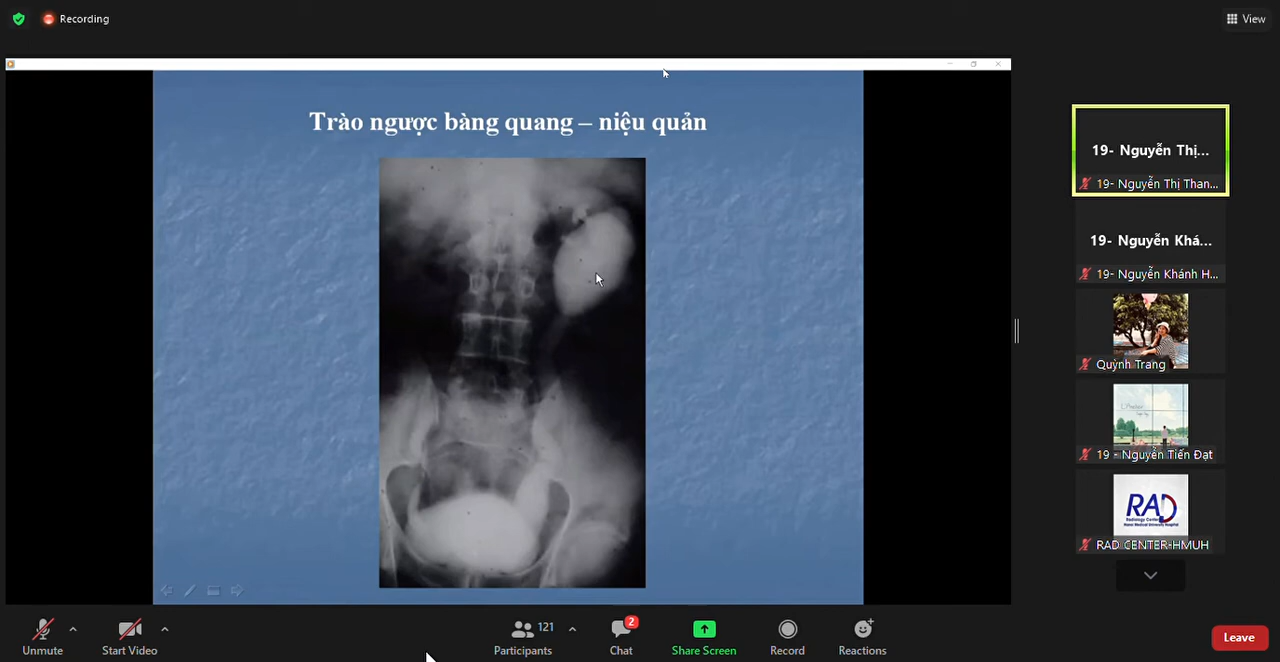 Recording
View
Trào ngược bàng quang – niệu quản
19- Nguyễn Thị...
19- Nguyễn Thị Than...
19- Nguyễn Khá...
19- Nguyễn Khánh H...
Quỳnh Trang
19 - Nguyễn Tiến Đạt
RAD
RAD CENTER-HMUH
Unmute
Start Video
121
Participants
2
Chat
Share Screen
Record
Reactions
Leave